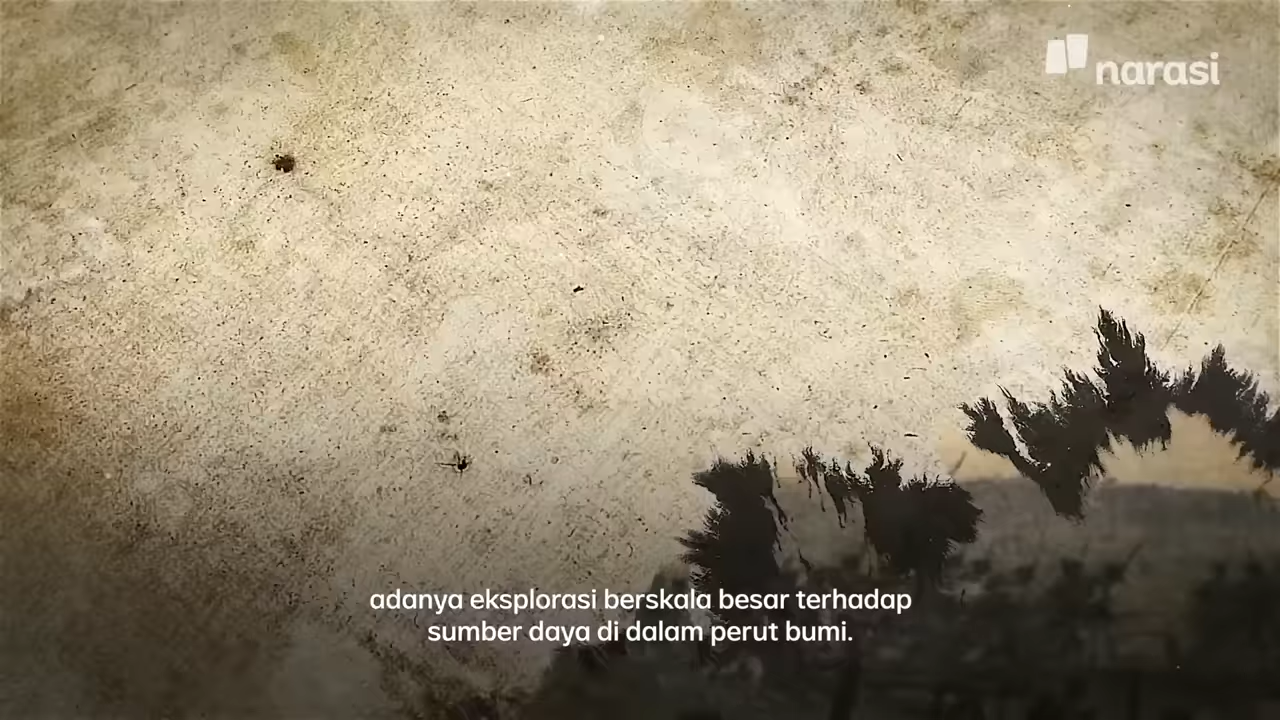 narasi
adanya eksplorasi berskala besar terhadap
sumber daya di dalam perut bumi.